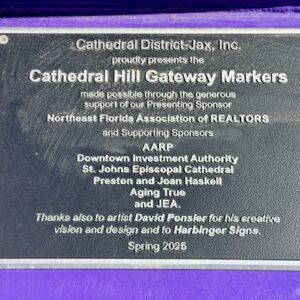 Cathedral District-Jax, Inc.
proudly presents the
Cathedral Hill Gateway Markers
made possible through the generous
support of our Presenting Sponsor
Northeast Florida Association of REALTORS
and Supporting Sponsors
AARP
Downtown Investment Authority
St. Johns Episcopal Cathedral
Preston and Joan Haskell
Aging True
and JEA.
Thanks also to artist David Ponsler for his creative
vision and design and to Harbinger Signs.
Spring 2025